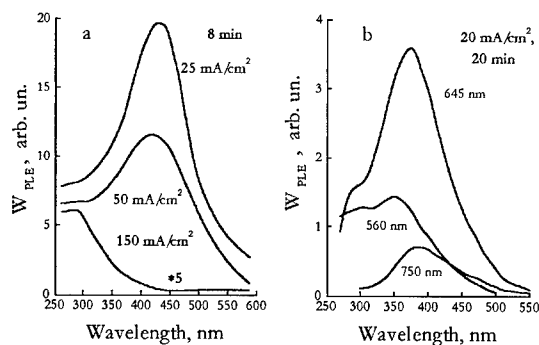 a
8 min
25 mA/cm²
50 mA/cm²
150 mA/cm²
*5
W PLE, arb. un.
20
15
10
5
0
250 300 350 400 450 500 550 600
Wavelength, nm
b
20 mA/cm²,
20 min
645 nm
560 nm
750 nm
W PLE, arb. un.
4
3
2
1
0
250 300 350 400 450 500 550
Wavelength, nm